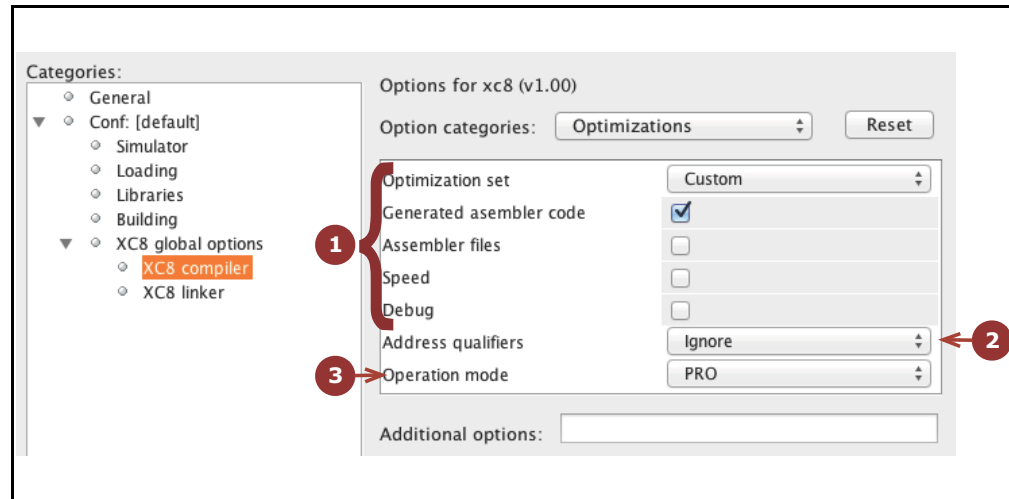 Categories:
General
Conf: [default]
Simulator
Loading
Libraries
Building
XC8 global options
XC8 compiler
XC8 linker
Options for xc8 (v1.00)
Option categories: Optimizations Reset
Optimization set Custom
Generated asembler code
Assembler files
Speed
Debug
Address qualifiers Ignore
Operation mode PRO
Additional options:
1
2
3